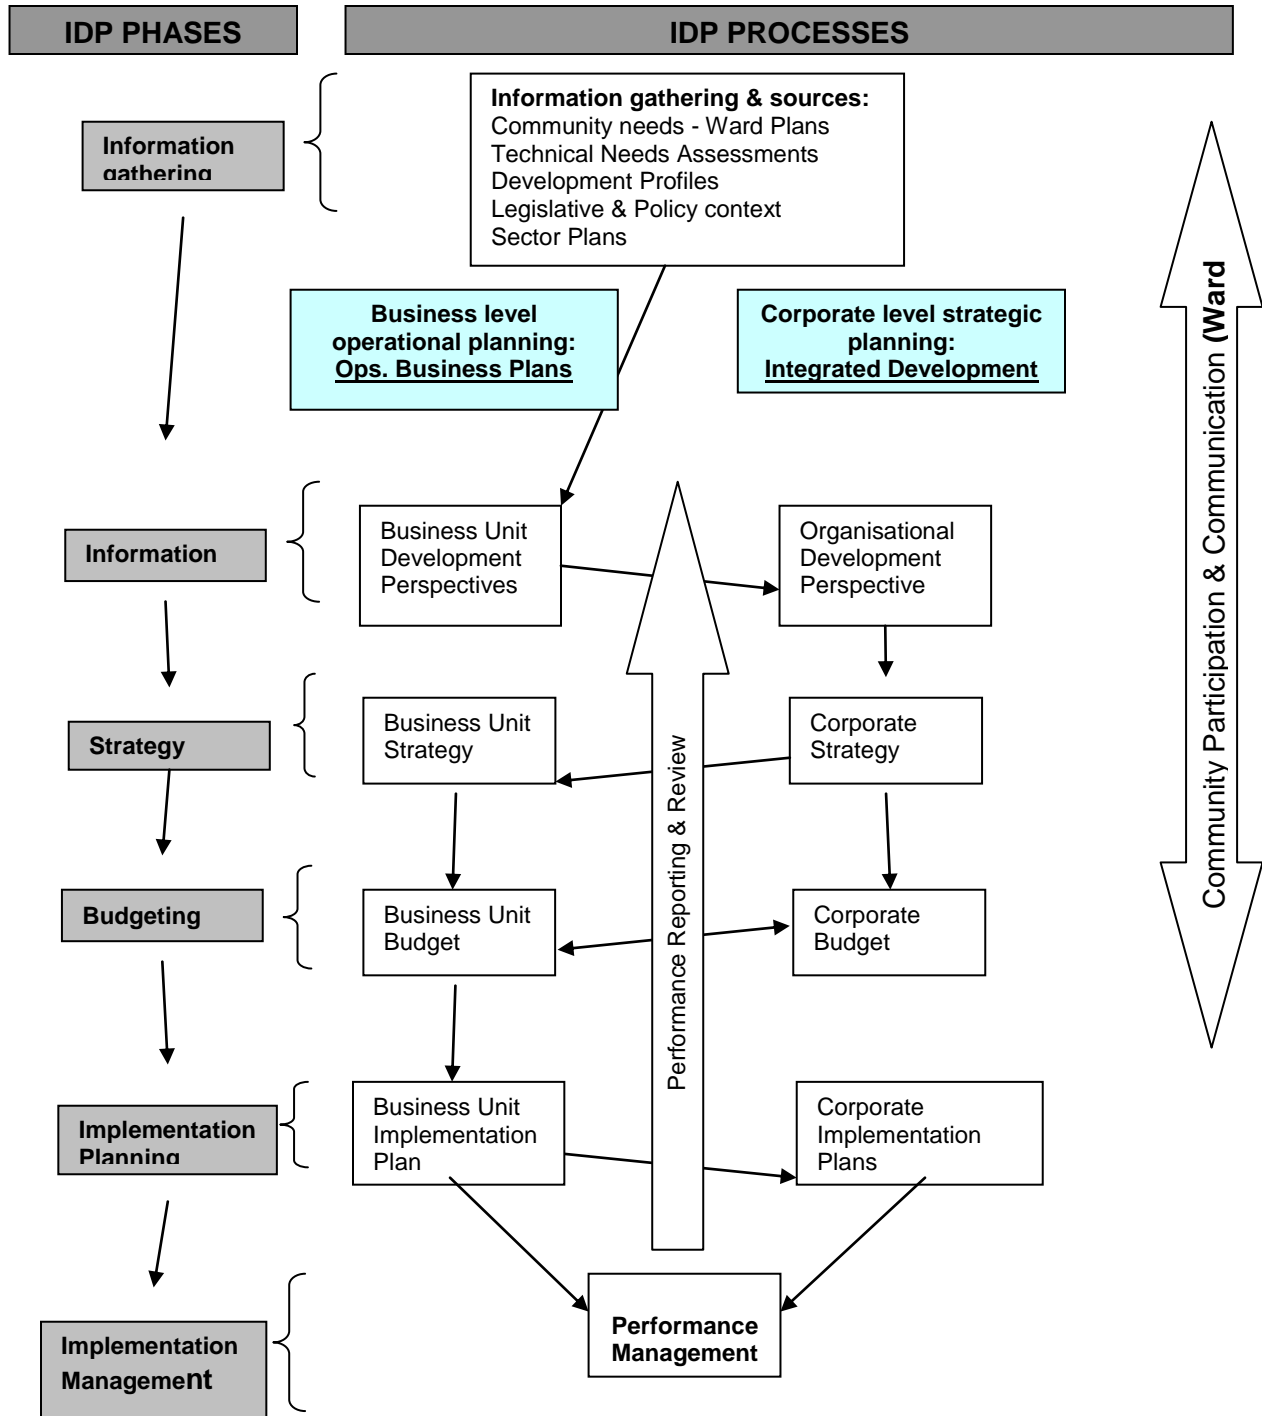 IDP PHASES
IDP PROCESSES
Information
gathering
Information gathering & sources:
Community needs - Ward Plans
Technical Needs Assessments
Development Profiles
Legislative & Policy context
Sector Plans
Business level
operational planning:
Ops. Business Plans
Corporate level strategic
planning:
Integrated Development
Information
Business Unit
Development
Perspectives
Organisational
Development
Perspective
Strategy
Business Unit
Strategy
Corporate
Strategy
Budgeting
Business Unit
Budget
Corporate
Budget
Implementation
Planning
Business Unit
Implementation
Plan
Corporate
Implementation
Plans
Implementation
Management
Performance
Management
Performance Reporting & Review
Community Participation & Communication (Ward